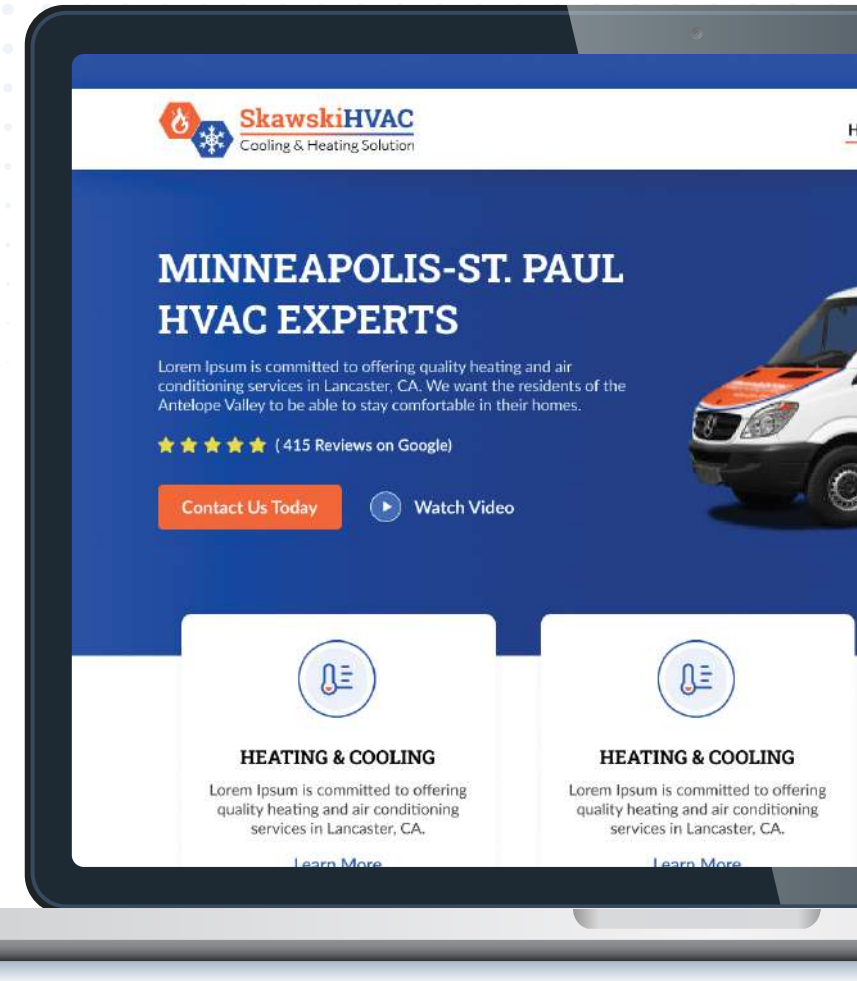 SkawskiHVAC
Cooling & Heating Solution
H
MINNEAPOLIS-ST. PAUL
HVAC EXPERTS
Lorem Ipsum is committed to offering quality heating and air
conditioning services in Lancaster, CA. We want the residents of the
Antelope Valley to be able to stay comfortable in their homes.
( 415 Reviews on Google)
Contact Us Today
Watch Video
HEATING & COOLING
Lorem Ipsum is committed to offering
quality heating and air conditioning
services in Lancaster, CA.
Learn More
HEATING & COOLING
Lorem Ipsum is committed to offering
quality heating and air conditioning
services in Lancaster, CA.
Learn More